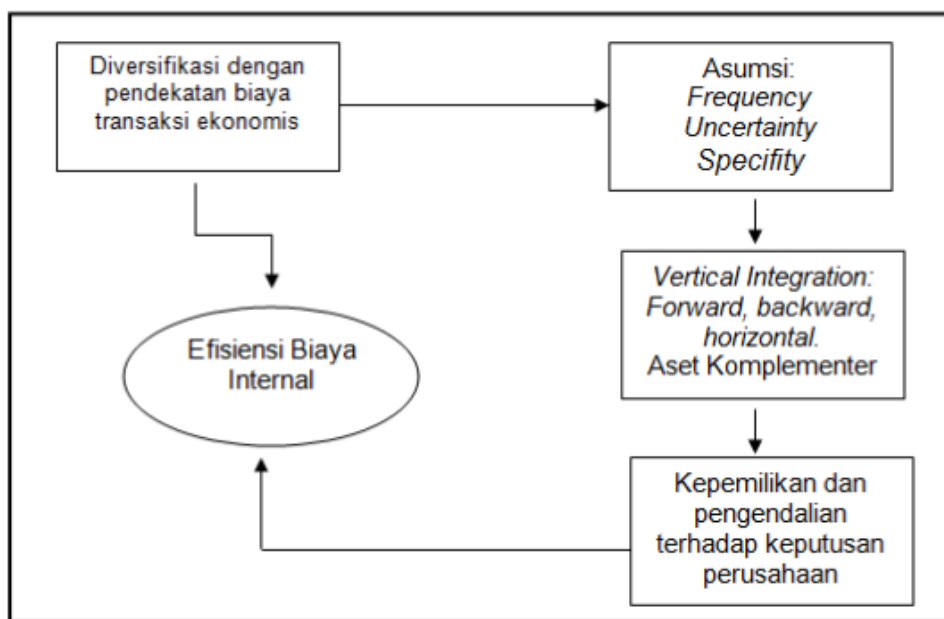 Diversifikasi dengan
pendekatan biaya
transaksi ekonomis
Asumsi:
Frequency
Uncertainty
Specifity
Vertical Integration:
Forward, backward,
horizontal.
Aset Komplementer
Efisiensi Biaya
Internal
Kepemilikan dan
pengendalian
terhadap keputusan
perusahaan